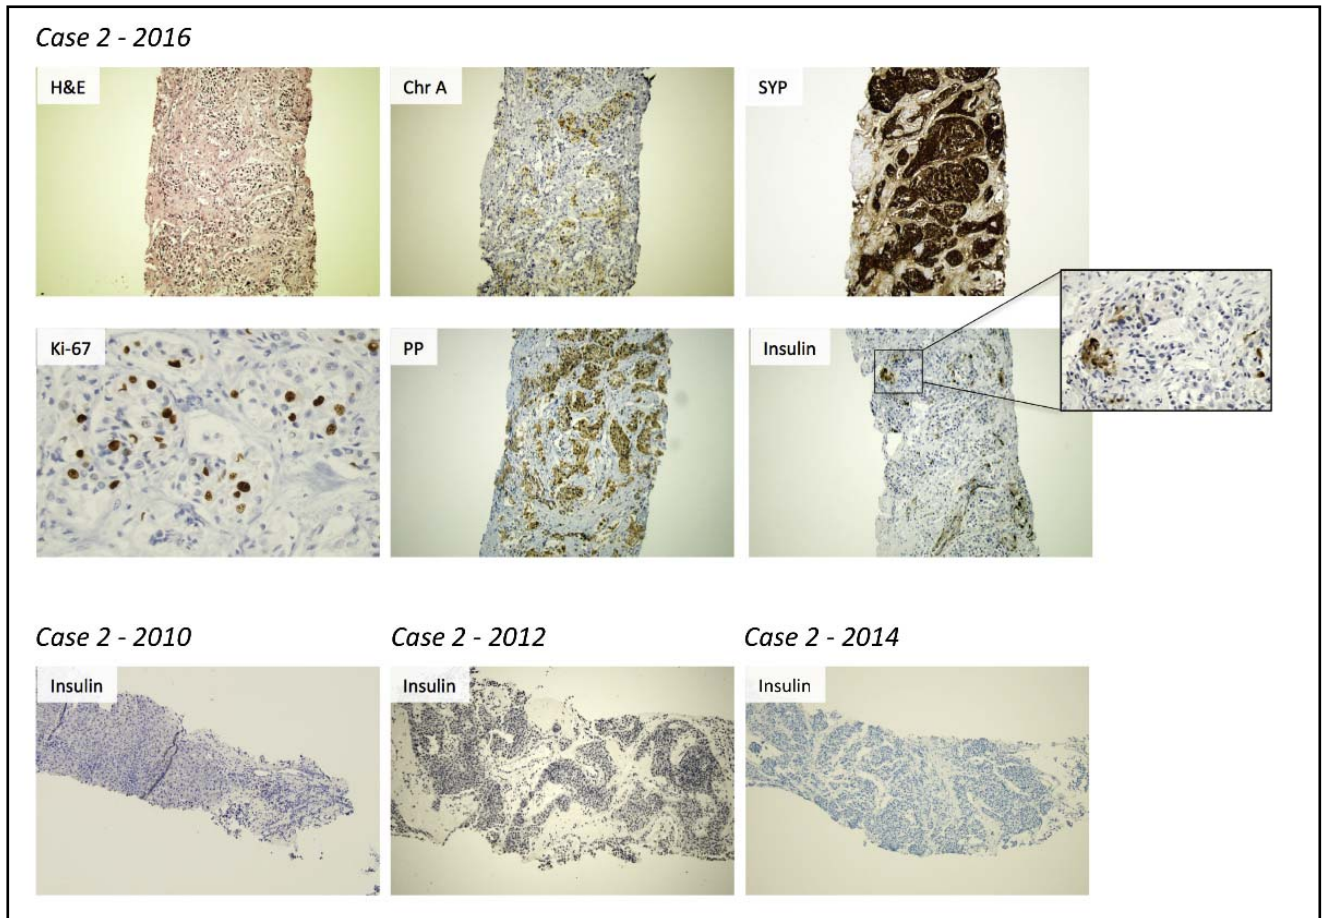 Case 2 - 2016
H&E
Chr A
SYP
Ki-67
PP
Insulin
Case 2 - 2010
Case 2 - 2012
Case 2 - 2014
Insulin
Insulin
Insulin